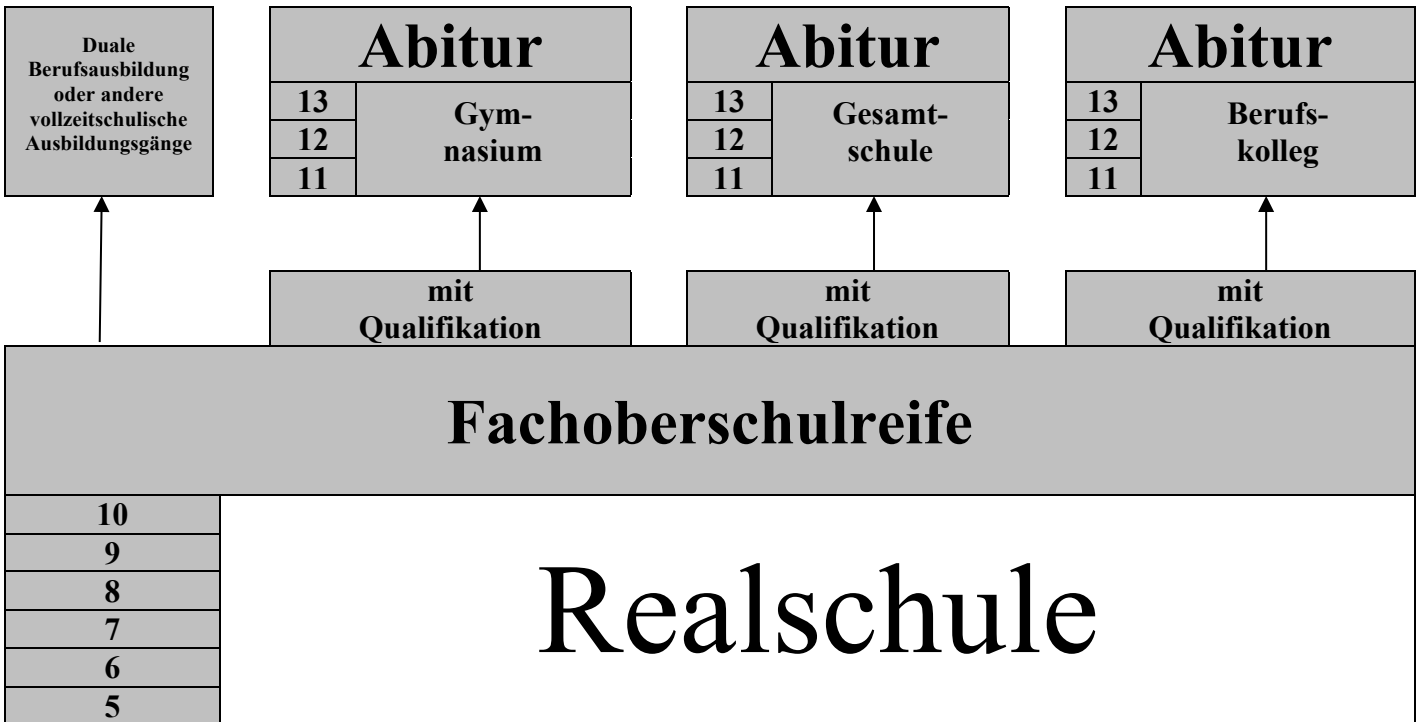 Duale
Berufsausbildung
oder andere
vollzeitschulische
Ausbildungsgänge
Abitur
13
12
11
Gym-
nasium
Abitur
13
12
11
Gesamt-
schule
Abitur
13
12
11
Berufs-
kolleg
mit
Qualifikation
mit
Qualifikation
mit
Qualifikation
Fachoberschulreife
10
9
8
7
6
5
Realschule